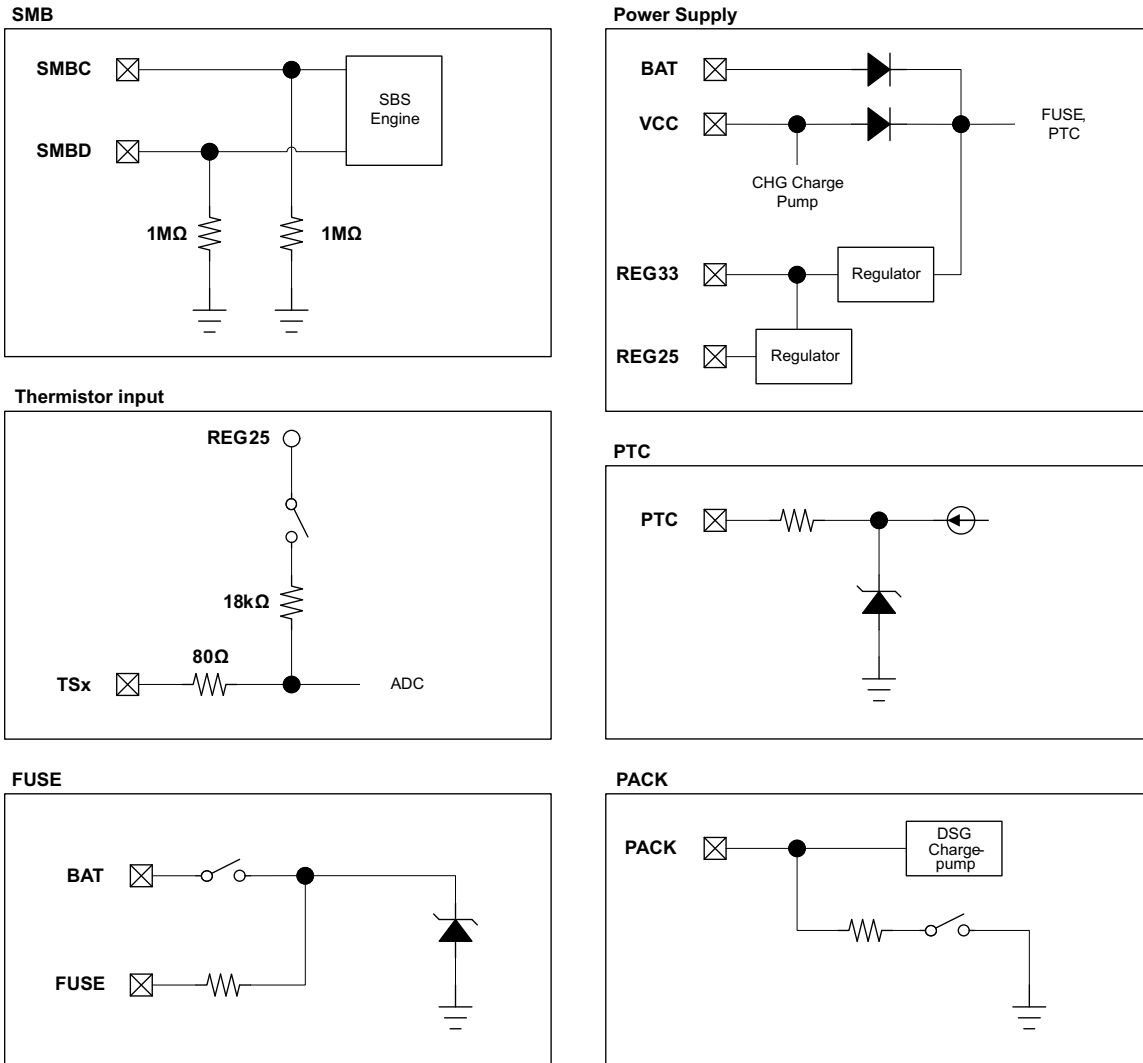 SMB
SMBC
SMBD
SBS
Engine
1MΩ
1MΩ
Power Supply
BAT
VCC
FUSE,
PTC
CHG Charge
Pump
REG33
Regulator
REG25
Regulator
Thermistor input
REG25
18kΩ
80Ω
TSx
ADC
PTC
PTC
FUSE
BAT
FUSE
PACK
PACK
DSG
Charge-
pump